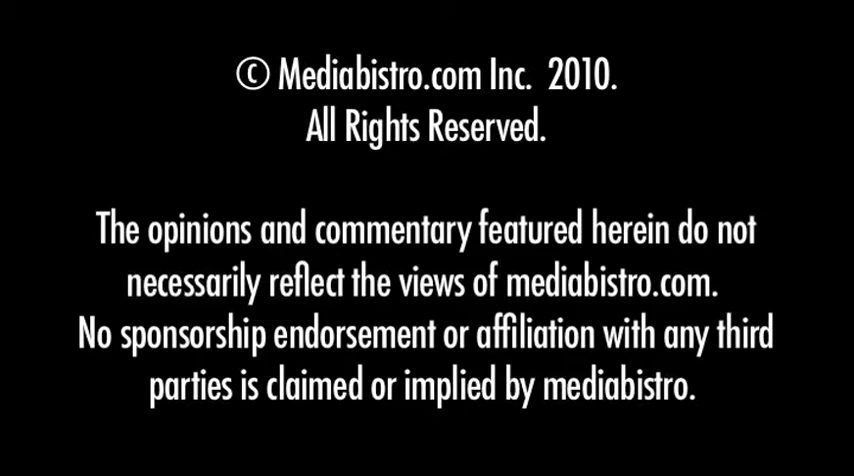 © Mediabistro.com Inc.  2010.
All Rights Reserved.
The opinions and commentary featured herein do not
necessarily reflect the views of mediabistro.com.
No sponsorship endorsement or affiliation with any third
parties is claimed or implied by mediabistro.